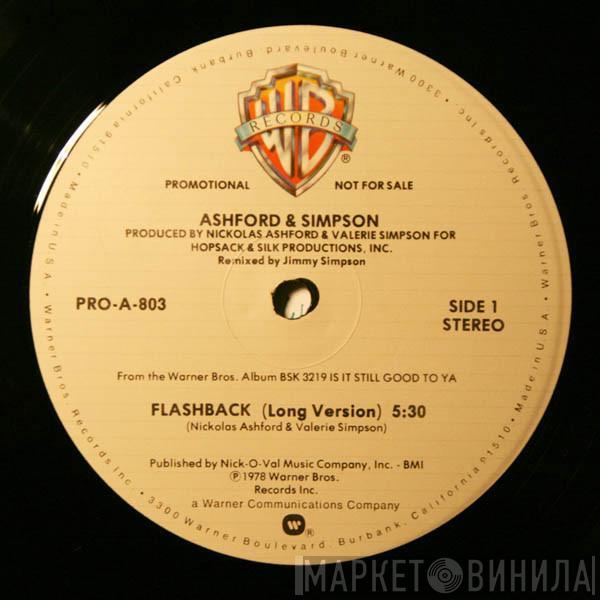 WB
RECORDS
®
PROMOTIONAL NOT FOR SALE
ASHFORD & SIMPSON
PRODUCED BY NICKOLAS ASHFORD & VALERIE SIMPSON FOR
HOPSACK & SILK PRODUCTIONS, INC.
Remixed by Jimmy Simpson
PRO-A-803
SIDE 1
STEREO
From the Warner Bros. Album BSK 3219 IS IT STILL GOOD TO YA
FLASHBACK (Long Version) 5:30
(Nickolas Ashford & Valerie Simpson)
Published by Nick-O-Val Music Company, Inc. - BMI
℗ 1978 Warner Bros.
Records Inc.
a Warner Communications Company
®
Warner Bros. Records Inc. • 3300 Warner Boulevard, Burbank, California 91510 • Made in U.S.A. • Warner Bros. Records Inc. • 3300 Warner Boulevard, Burbank, California 91510 • Made in U.S.A. •
МАРКЕТ ВИНИЛА